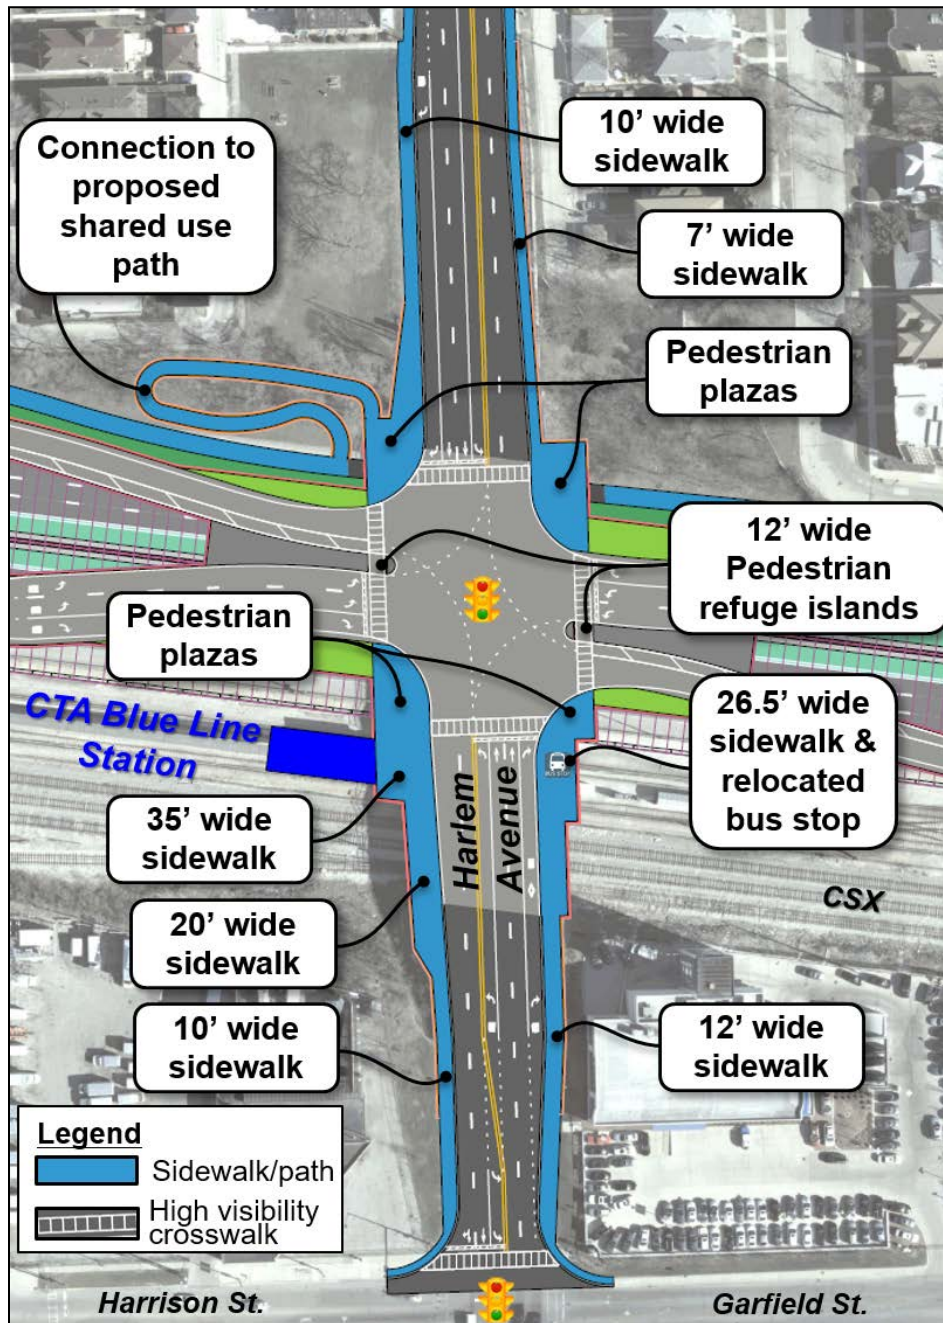 10’ wide
sidewalk
Connection to
proposed
shared use
path
7’ wide
sidewalk
Pedestrian
plazas
12’ wide
Pedestrian
refuge islands
Pedestrian
plazas
CTA Blue Line
Station
26.5’ wide
sidewalk &
relocated
bus stop
Harlem
Avenue
35’ wide
sidewalk
CSX
20’ wide
sidewalk
10’ wide
sidewalk
12’ wide
sidewalk
Legend
Sidewalk/path
High visibility
crosswalk
Harrison St.
Garfield St.